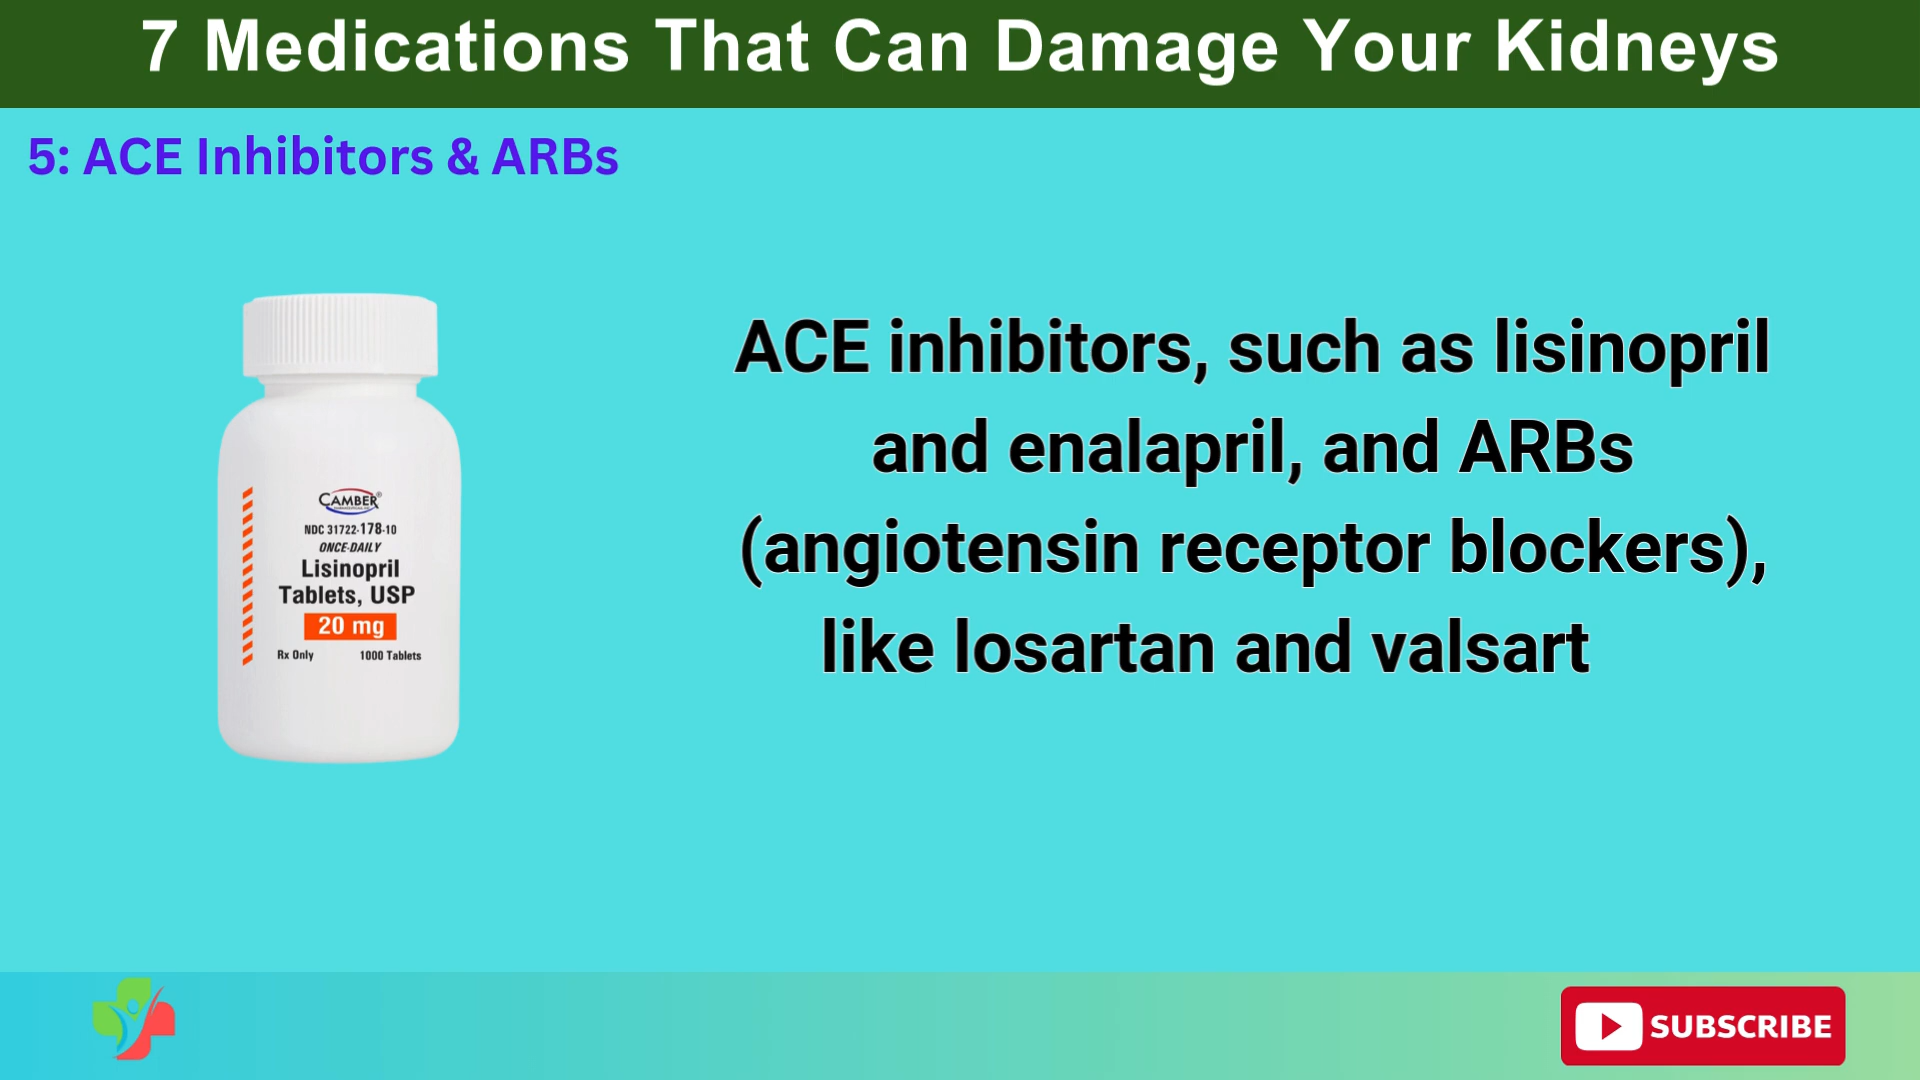 7 Medications That Can Damage Your Kidneys
5: ACE Inhibitors & ARBs
ACE inhibitors, such as lisinopril
and enalapril, and ARBs
(angiotensin receptor blockers),
like losartan and valsart
CAMBER®
NDC 31722-178-10
ONCE-DAILY
Lisinopril
Tablets, USP
20 mg
Rx Only 1000 Tablets
SUBSCRIBE